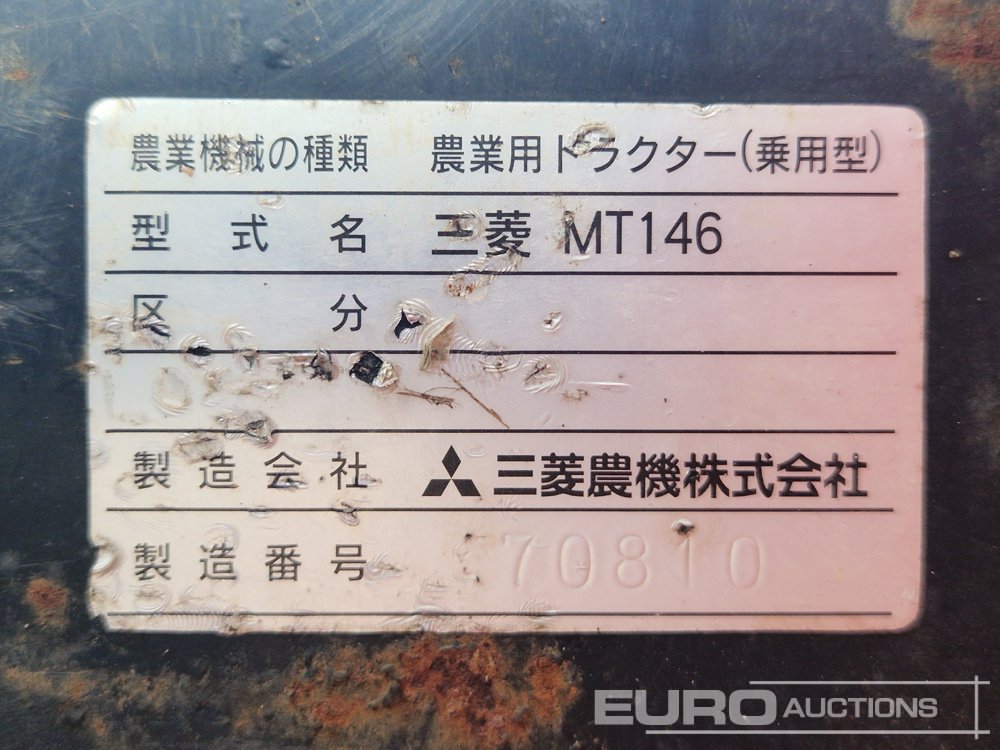 農業機械の種類 農業用トラクター(乗用型)
型式名 三菱 MT146
区分
製造会社 三菱農機株式会社
製造番号 70810
EURO AUCTIONS